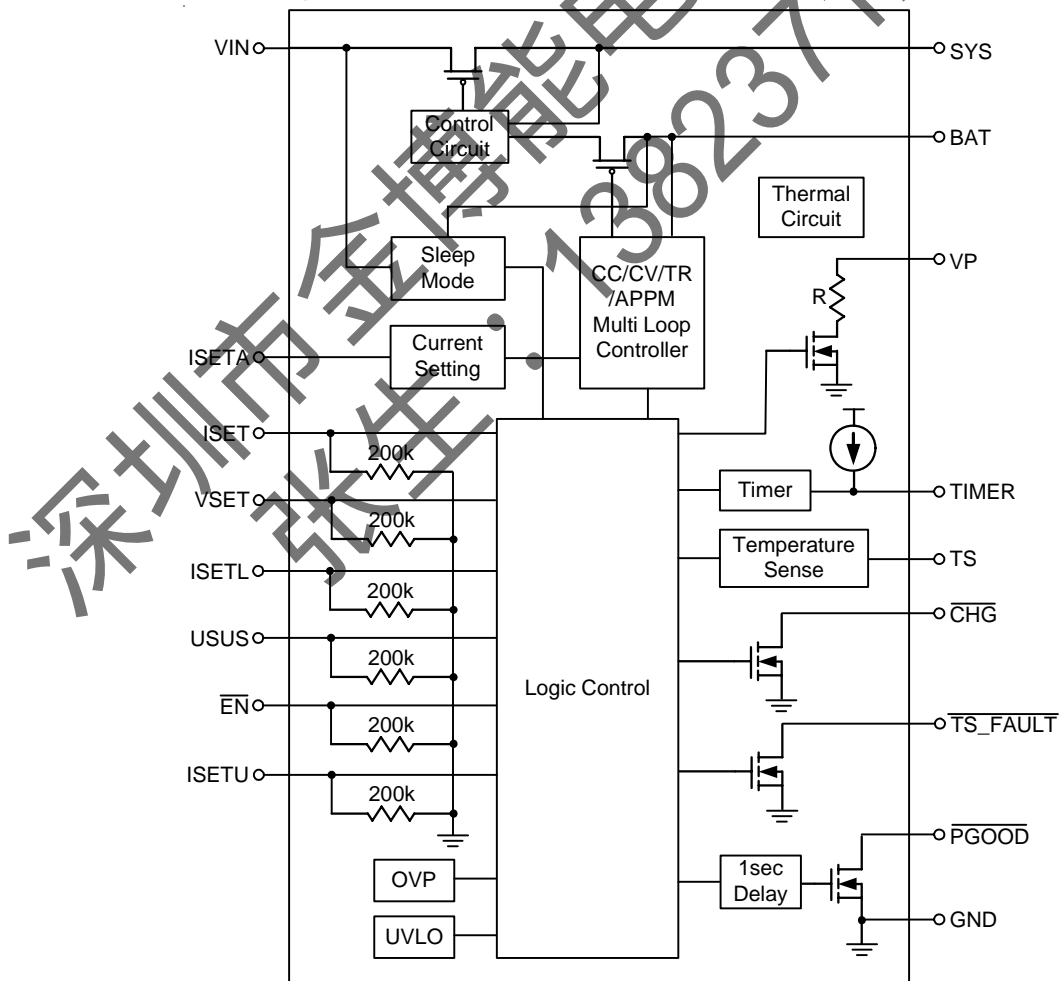 VIN
SYS
Control
Circuit
BAT
Thermal
Circuit
Sleep
Mode
CC/CV/TR
/APPM
Multi Loop
Controller
VP
R
ISETA
Current
Setting
ISET
200k
VSET
200k
Timer
TIMER
Temperature
Sense
TS
ISETL
200k
CHG
USUS
200k
Logic Control
EN
200k
TS_FAULT
ISETU
200k
OVP
1sec
Delay
PGOOD
UVLO
GND
深圳市金博能电
张生：138237